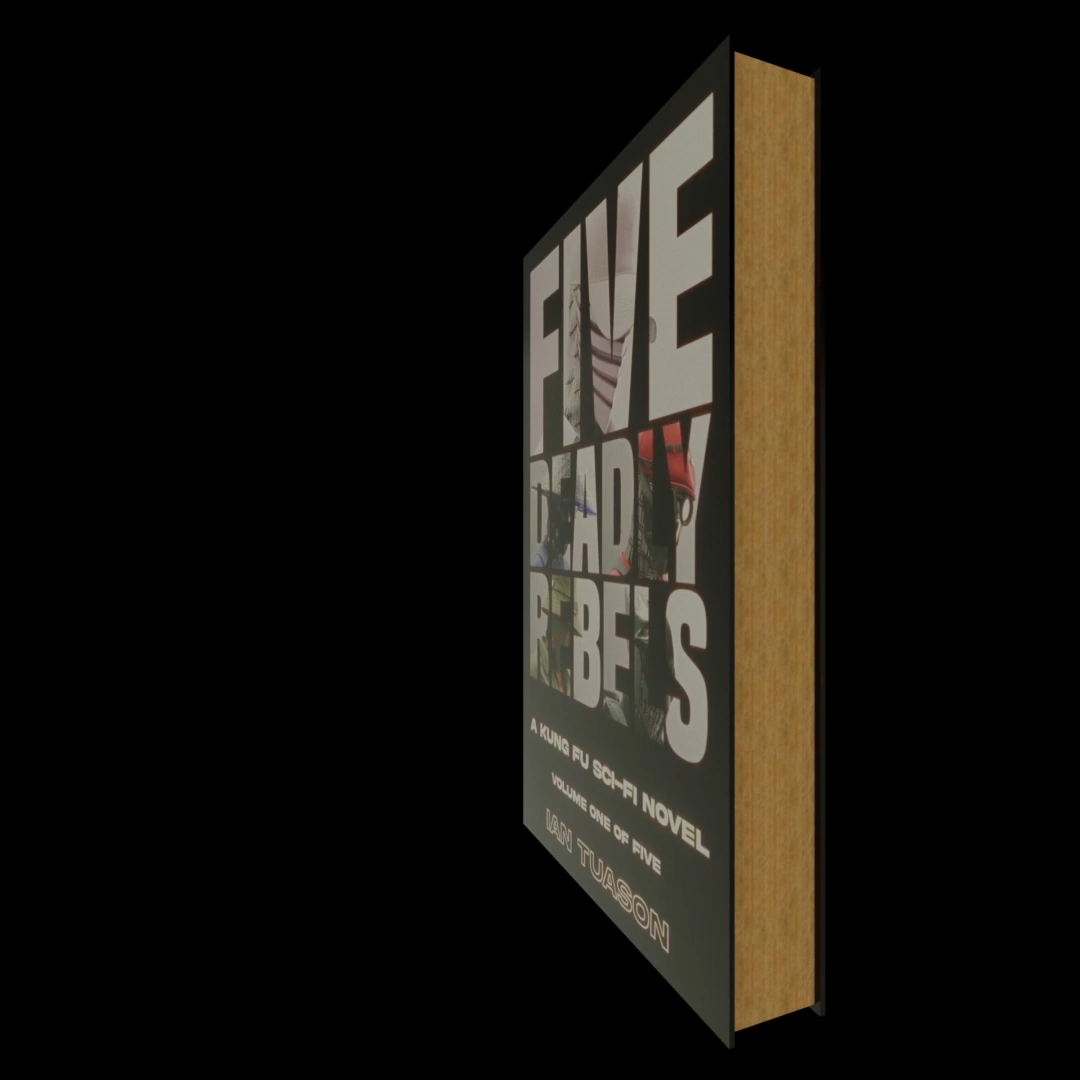 FIVE
DEADLY
REBELS
A KUNG FU SCI-FI NOVEL
VOLUME ONE OF FIVE
IAN TUASON